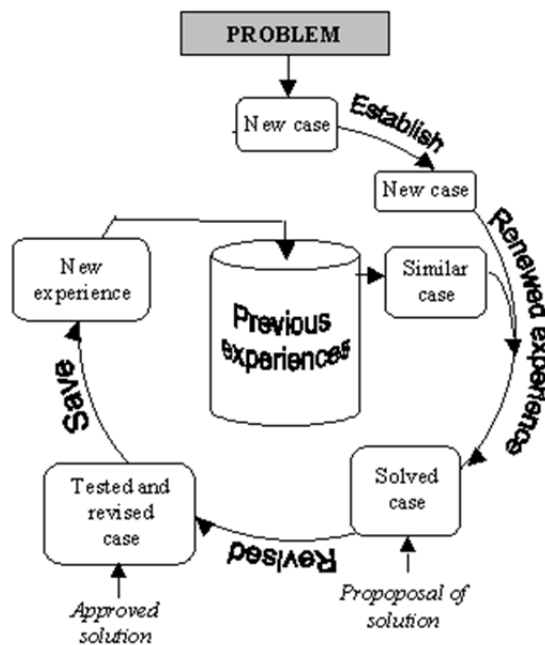 PROBLEM
New case
Establish
New case
Renewed experience
New
experience
Similar
case
Previous
experiences
Save
Tested and
revised
case
Solved
case
Revised
Approved
solution
Propoposal of
solution